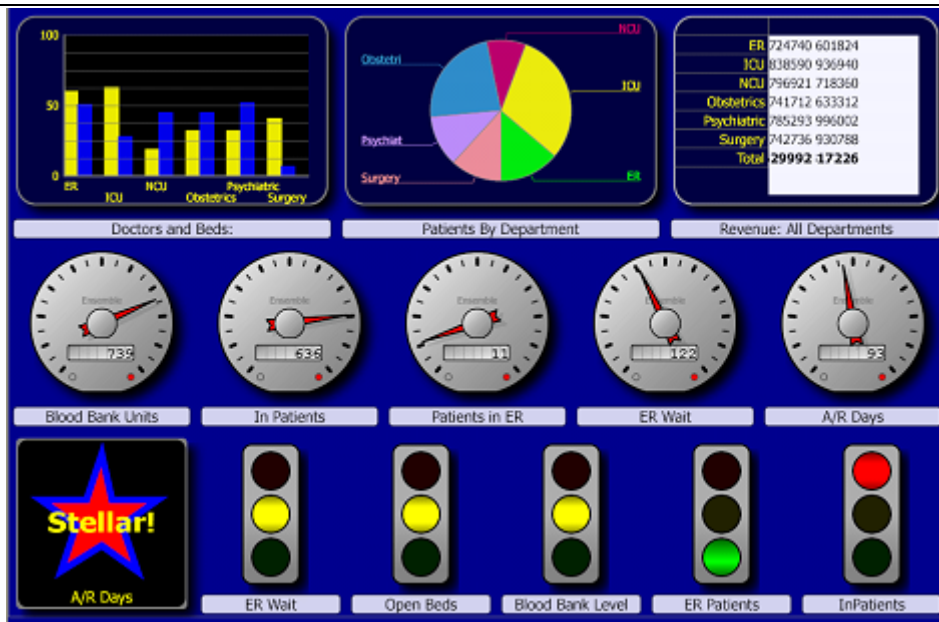 100
50
0
ER
ICU
NCU
Obstetrics
Psychiatric
Surgery
NCU
Obstetri
ICU
Psychiat
Surgery
ER
ER 724740 601824
ICU 838590 936940
NCU 796921 718360
Obstetrics 741712 633312
Psychiatric 785293 996002
Surgery 742736 930788
Total 29992 17226
Doctors and Beds:
Patients By Department
Revenue: All Departments
Ensemble
Ensemble
Ensemble
Ensemble
Ensemble
739
636
11
122
93
Blood Bank Units
In Patients
Patients in ER
ER Wait
A/R Days
Stellar!
A/R Days
ER Wait
Open Beds
Blood Bank Level
ER Patients
InPatients